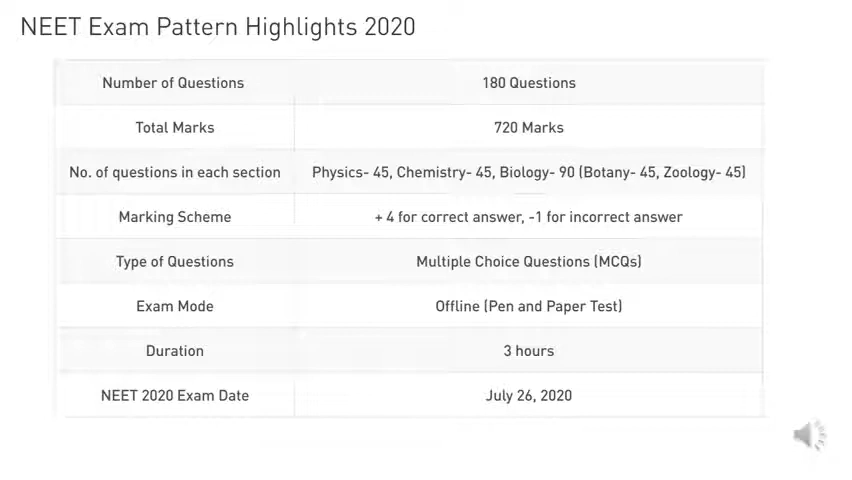 NEET Exam Pattern Highlights 2020
Number of Questions 180 Questions
Total Marks 720 Marks
No. of questions in each section Physics- 45, Chemistry- 45, Biology- 90 (Botany- 45, Zoology- 45)
Marking Scheme + 4 for correct answer, -1 for incorrect answer
Type of Questions Multiple Choice Questions (MCQs)
Exam Mode Offline (Pen and Paper Test)
Duration 3 hours
NEET 2020 Exam Date July 26, 2020